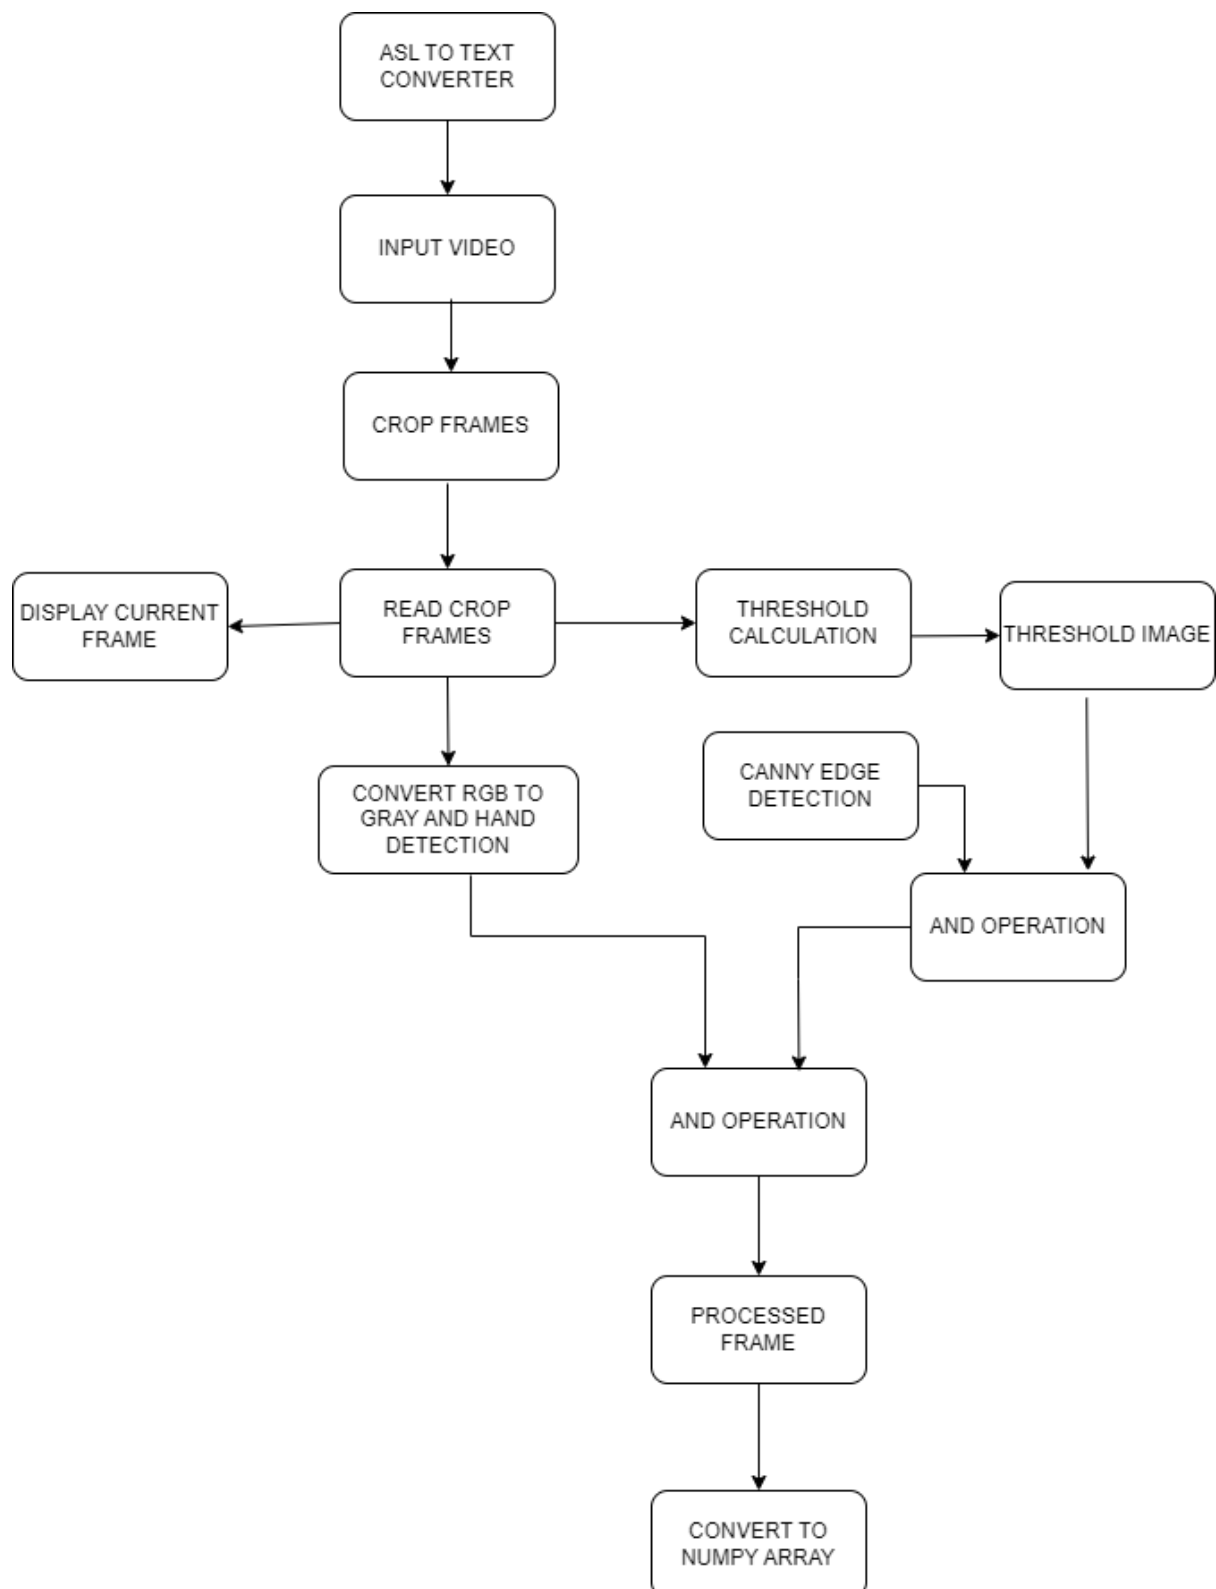 ASL TO TEXT
CONVERTER
INPUT VIDEO
CROP FRAMES
DISPLAY CURRENT
FRAME
READ CROP
FRAMES
THRESHOLD
CALCULATION
THRESHOLD IMAGE
CONVERT RGB TO
GRAY AND HAND
DETECTION
CANNY EDGE
DETECTION
AND OPERATION
AND OPERATION
PROCESSED
FRAME
CONVERT TO
NUMPY ARRAY